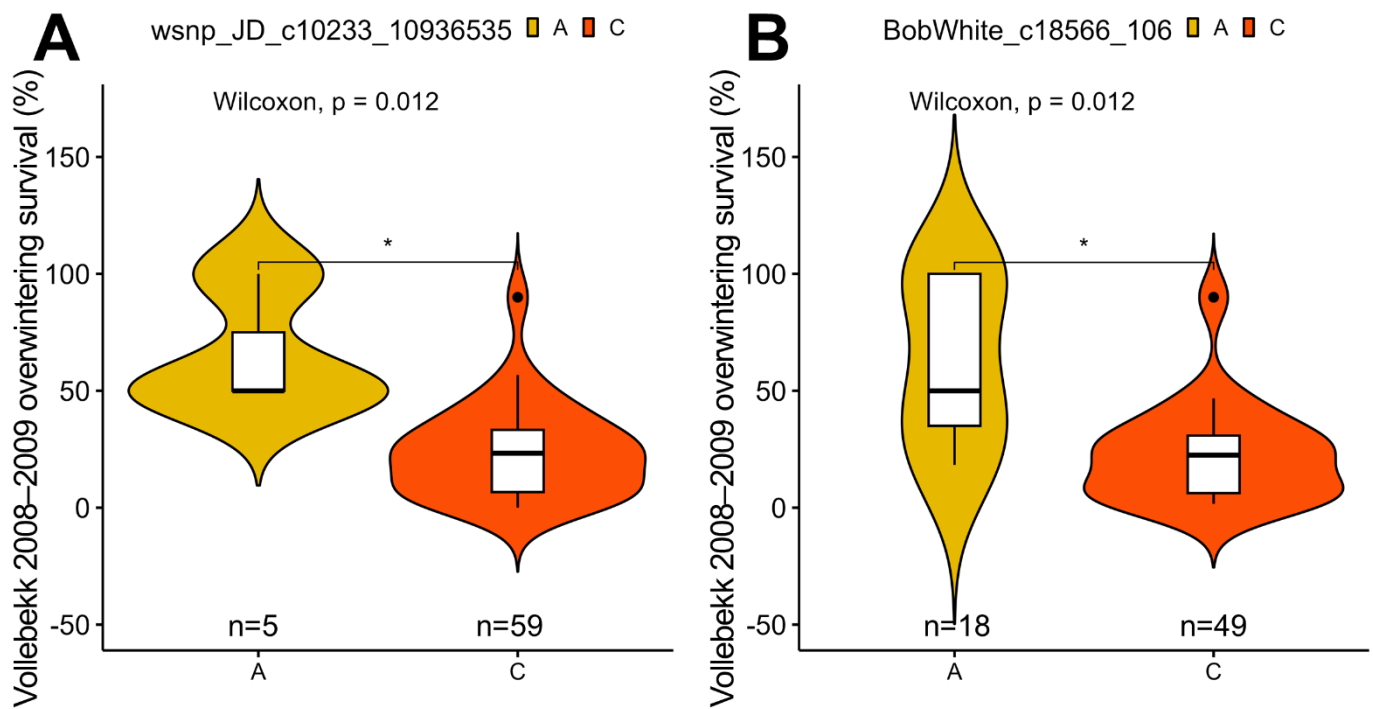 A
wsnp_JD_c10233_10936535 A C
Vollebekk 2008–2009 overwintering survival (%)
Wilcoxon, p = 0.012
150
100
50
0
-50
*
n=5 n=59
A C
B
BobWhite_c18566_106 A C
Vollebekk 2008–2009 overwintering survival (%)
Wilcoxon, p = 0.012
150
100
50
0
-50
*
n=18 n=49
A C